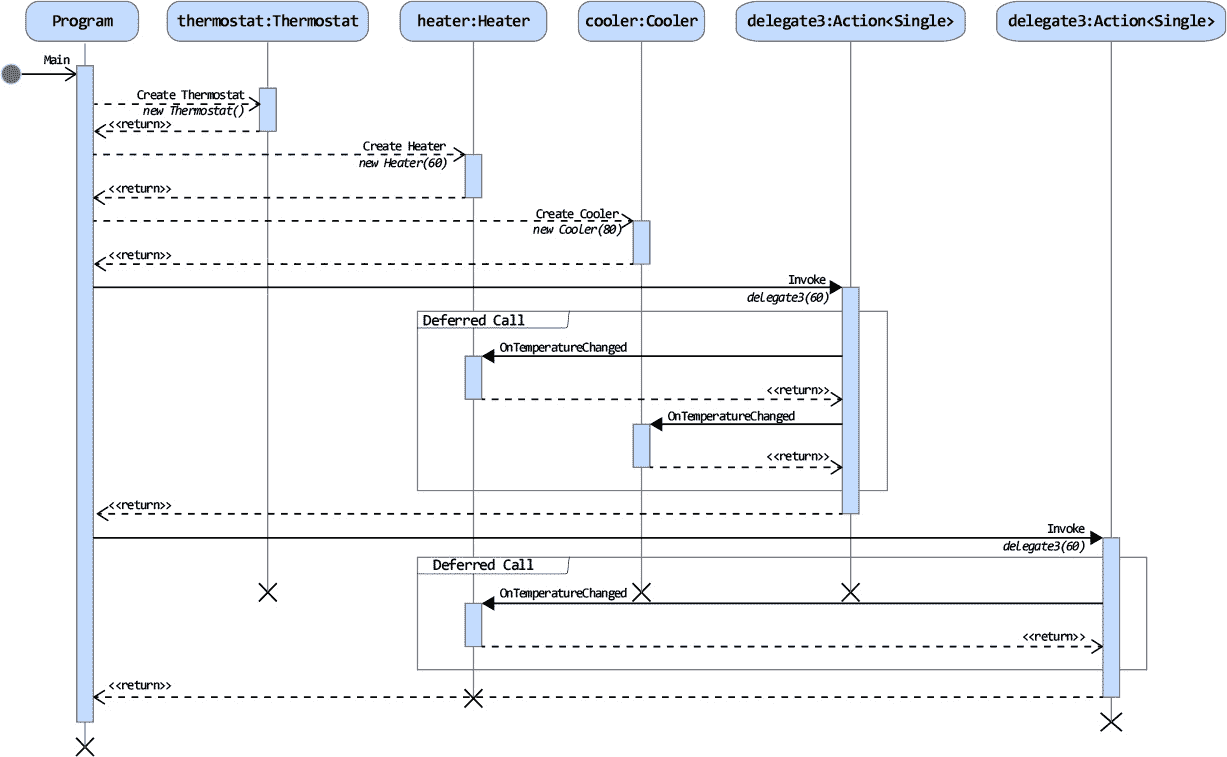 Program
thermostat:Thermostat
heater:Heater
cooler:Cooler
delegate3:Action<Single>
delegate3:Action<Single>
Main
Create Thermostat
new Thermostat()
<<return>>
Create Heater
new Heater(60)
<<return>>
Create Cooler
new Cooler(80)
<<return>>
Invoke
delegate3(60)
Deferred Call
OnTemperatureChanged
<<return>>
OnTemperatureChanged
<<return>>
<<return>>
Invoke
delegate3(60)
Deferred Call
OnTemperatureChanged
<<return>>
<<return>>